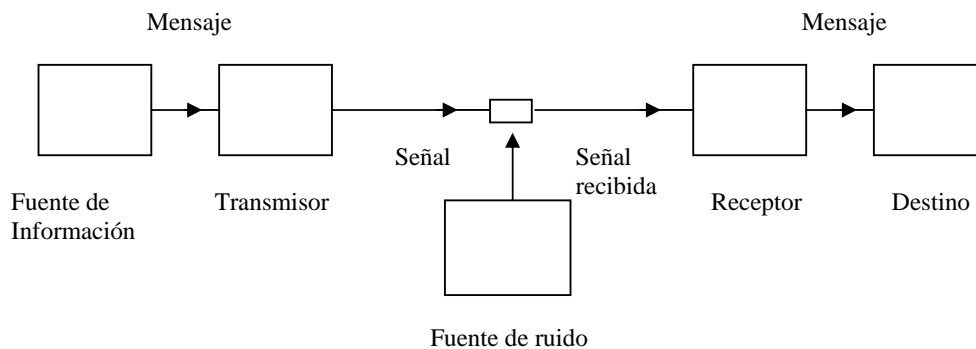 Mensaje
Mensaje
Señal
Señal
recibida
Fuente de
Información
Transmisor
Receptor
Destino
Fuente de ruido